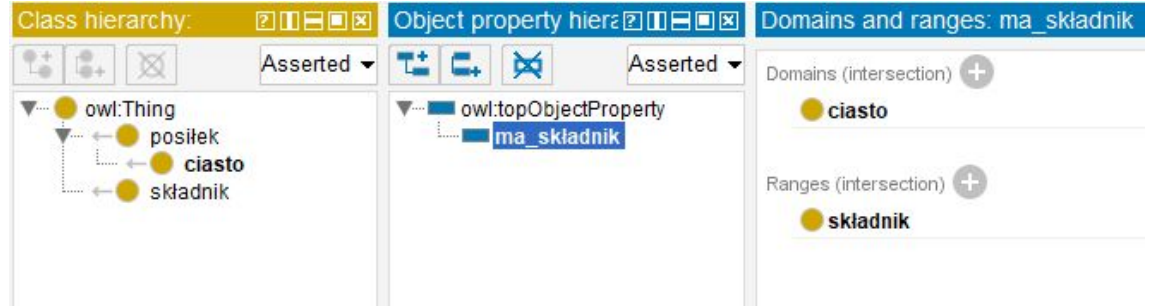 Class hierarchy:
Asserted
owl:Thing
posiłek
ciasto
składnik
Object property hiera
Asserted
owl:topObjectProperty
ma_składnik
Domains and ranges: ma_składnik
Domains (intersection)
ciasto
Ranges (intersection)
składnik